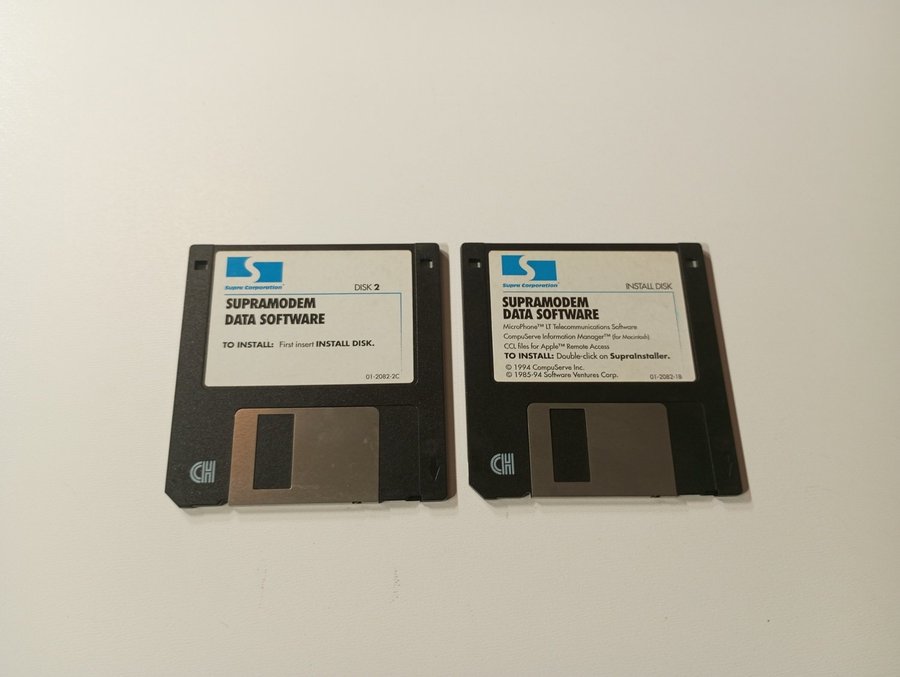 Supra Corporation
DISK 2
SUPRAMODEM
DATA SOFTWARE
TO INSTALL: First insert INSTALL DISK.
01-2082-2C
CH
Supra Corporation
INSTALL DISK
SUPRAMODEM
DATA SOFTWARE
MicroPhone™ LT Telecommunications Software
CompuServe Information Manager™ (for Macintosh)
CCL files for Apple™ Remote Access
TO INSTALL: Double-click on SupraInstaller.
© 1994 CompuServe Inc.
© 1985-94 Software Ventures Corp.
01-2082-1B
CH